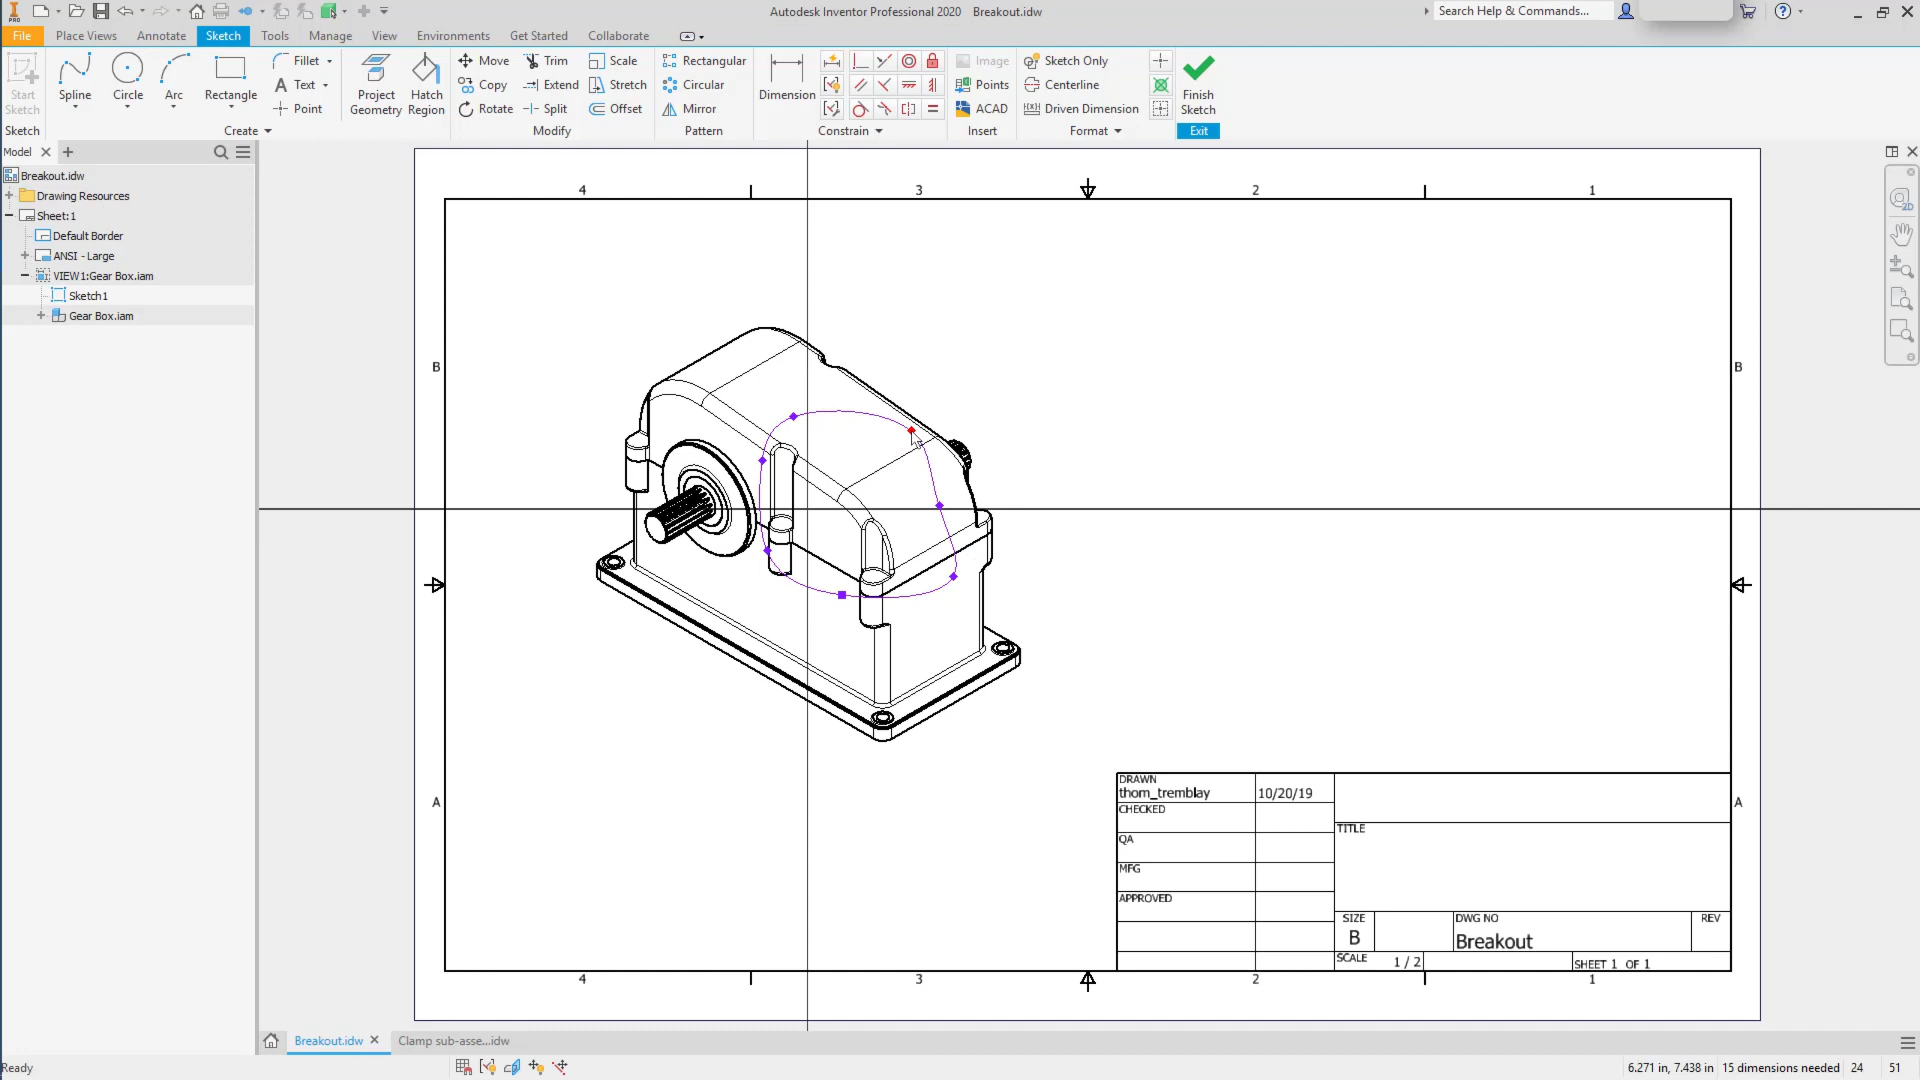 Autodesk Inventor Professional 2020 Breakout.idw
Search Help & Commands...
PRO
File Place Views Annotate Sketch Tools Manage View Environments Get Started Collaborate
Start Sketch
Spline
Circle
Arc
Rectangle
Fillet
Text
Point
Project Geometry
Hatch Region
Move
Copy
Rotate
Trim
Extend
Split
Scale
Stretch
Offset
Rectangular
Circular
Mirror
Dimension
Image
Points
ACAD
Sketch Only
Centerline
Driven Dimension
Finish Sketch
Sketch Create Modify Pattern Constrain Insert Format Exit
Model
Breakout.idw
Drawing Resources
Sheet:1
Default Border
ANSI - Large
VIEW1:Gear Box.iam
Sketch1
Gear Box.iam
2D
4 3 2 1
B B
A A
DRAWN
thom_tremblay 10/20/19
CHECKED
QA
MFG
APPROVED
TITLE
SIZE
B
DWG NO
Breakout
REV
SCALE 1 / 2
SHEET 1 OF 1
4 3 2 1
Breakout.idw Clamp sub-asse...idw
Ready
6.271 in, 7.438 in 15 dimensions needed 24 51